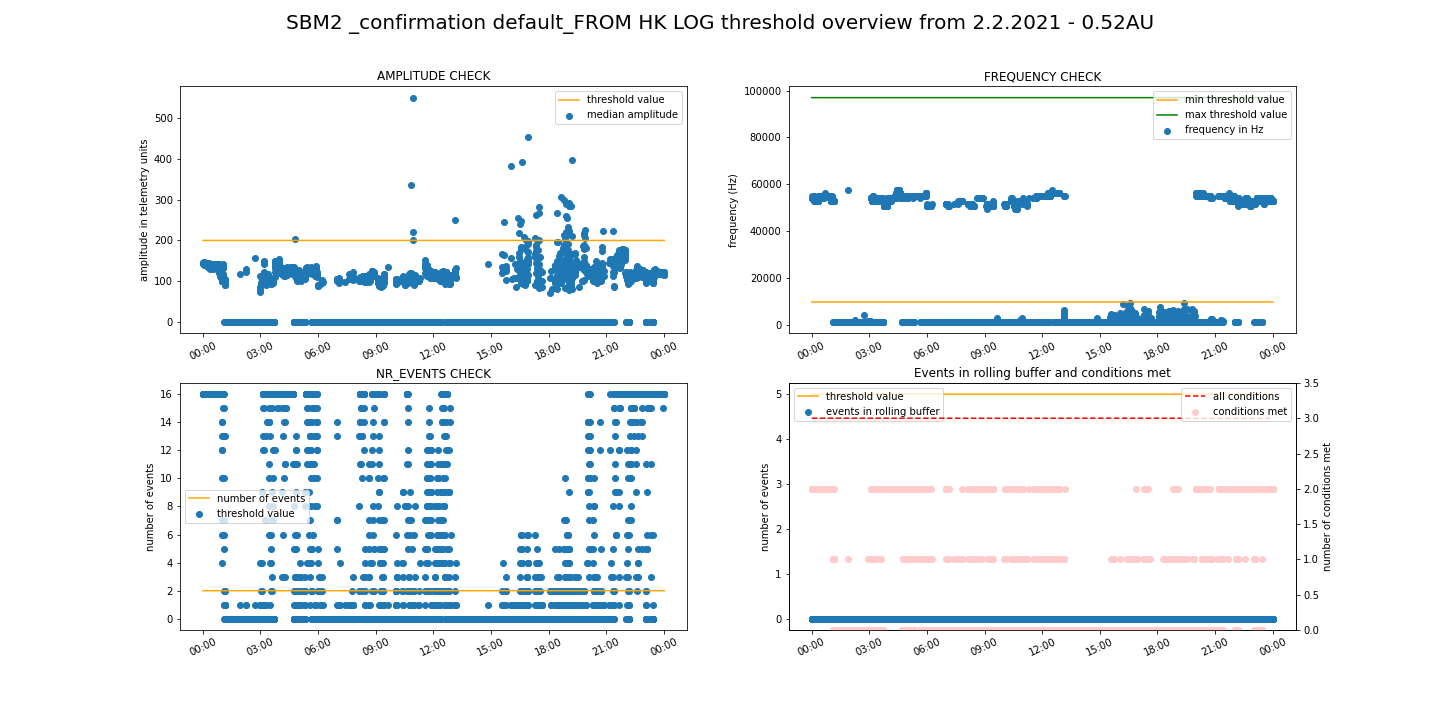 SBM2 _confirmation default_FROM HK LOG threshold overview from 2.2.2021 - 0.52AU
AMPLITUDE CHECK
threshold value
median amplitude
amplitude in telemetry units
500
400
300
200
100
0
00:00 03:00 06:00 09:00 12:00 15:00 18:00 21:00 00:00
FREQUENCY CHECK
min threshold value
max threshold value
frequency in Hz
frequency (Hz)
100000
80000
60000
40000
20000
0
00:00 03:00 06:00 09:00 12:00 15:00 18:00 21:00 00:00
NR_EVENTS CHECK
number of events
threshold value
number of events
16
14
12
10
8
6
4
2
0
00:00 03:00 06:00 09:00 12:00 15:00 18:00 21:00 00:00
Events in rolling buffer and conditions met
threshold value
events in rolling buffer
all conditions
conditions met
number of events
5
4
3
2
1
0
3.5
3.0
2.5
2.0
1.5
1.0
0.5
0.0
number of conditions met
00:00 03:00 06:00 09:00 12:00 15:00 18:00 21:00 00:00